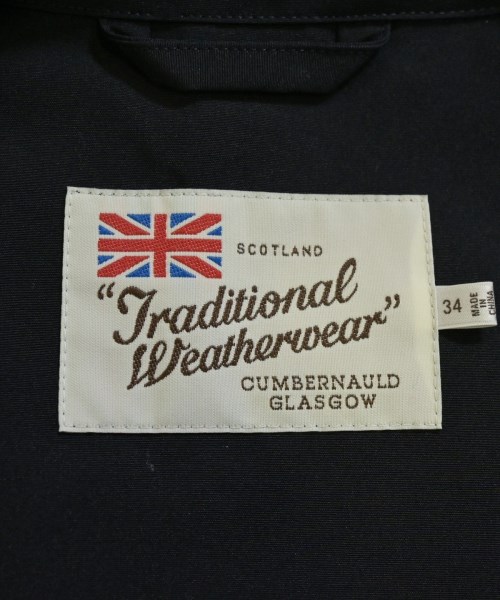 SCOTLAND
"Traditional
Weatherwear"
CUMBERNAULD
GLASGOW
34
MADE
IN
CHINA